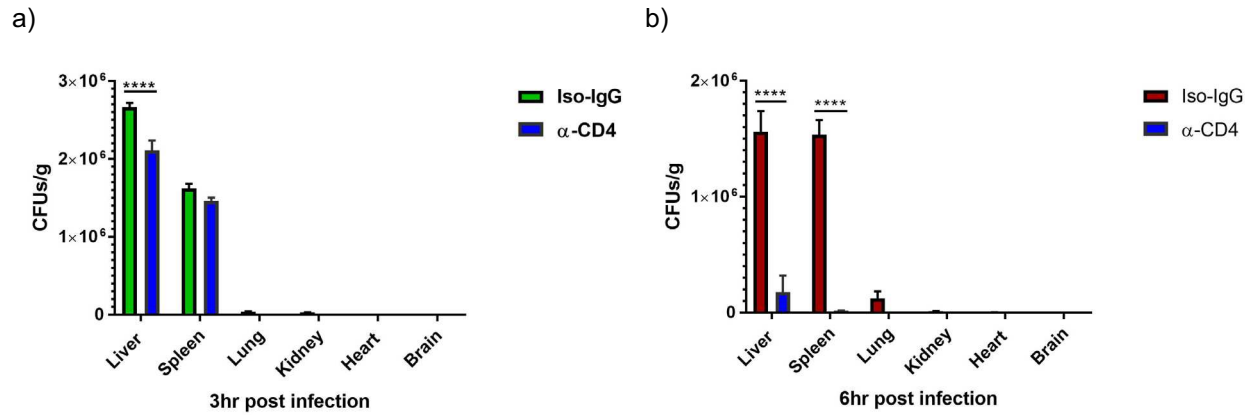 a)
3×10⁶
2×10⁶
1×10⁶
0
CFUs/g
****
Liver
Spleen
Lung
Kidney
Heart
Brain
3hr post infection
Iso-IgG
α-CD4
b)
2×10⁶
1×10⁶
0
CFUs/g
****
****
Liver
Spleen
Lung
Kidney
Heart
Brain
6hr post infection
Iso-IgG
α-CD4